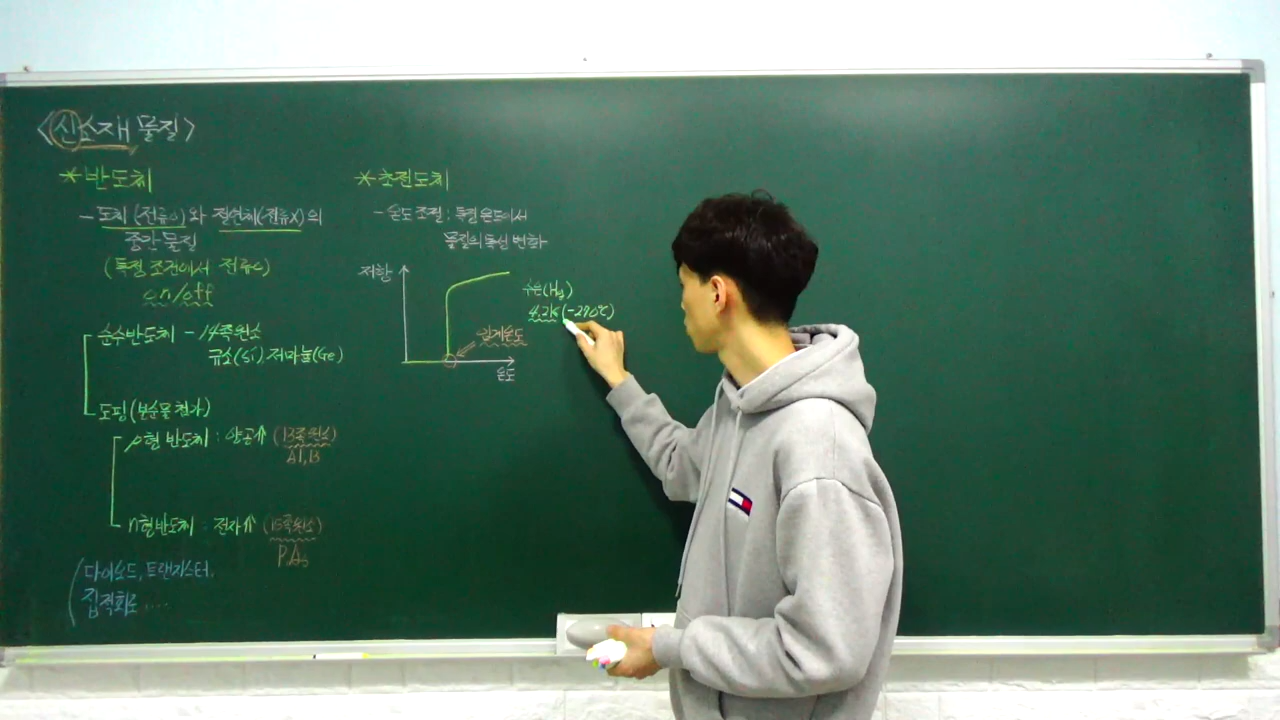 <신소재 물질>
*반도체
- 도체(전류O)와 절연체(전류X)의
중간 물질
(특정 조건에서 전류O)
on/off
순수반도체 - 14족원소
규소(Si), 저마늄(Ge)
도핑(불순물 첨가)
p형 반도체 : 양공⇑ (13족원소)
Al, B
n형반도체 : 전자⇑ (15족원소)
P, As
다이오드, 트랜지스터,
집적회로 ....
*초전도체
- 온도 조절 : 특정 온도에서
물질의 특성 변화
저항
수은(Hg)
4.2K(-270℃)
임계온도
온도